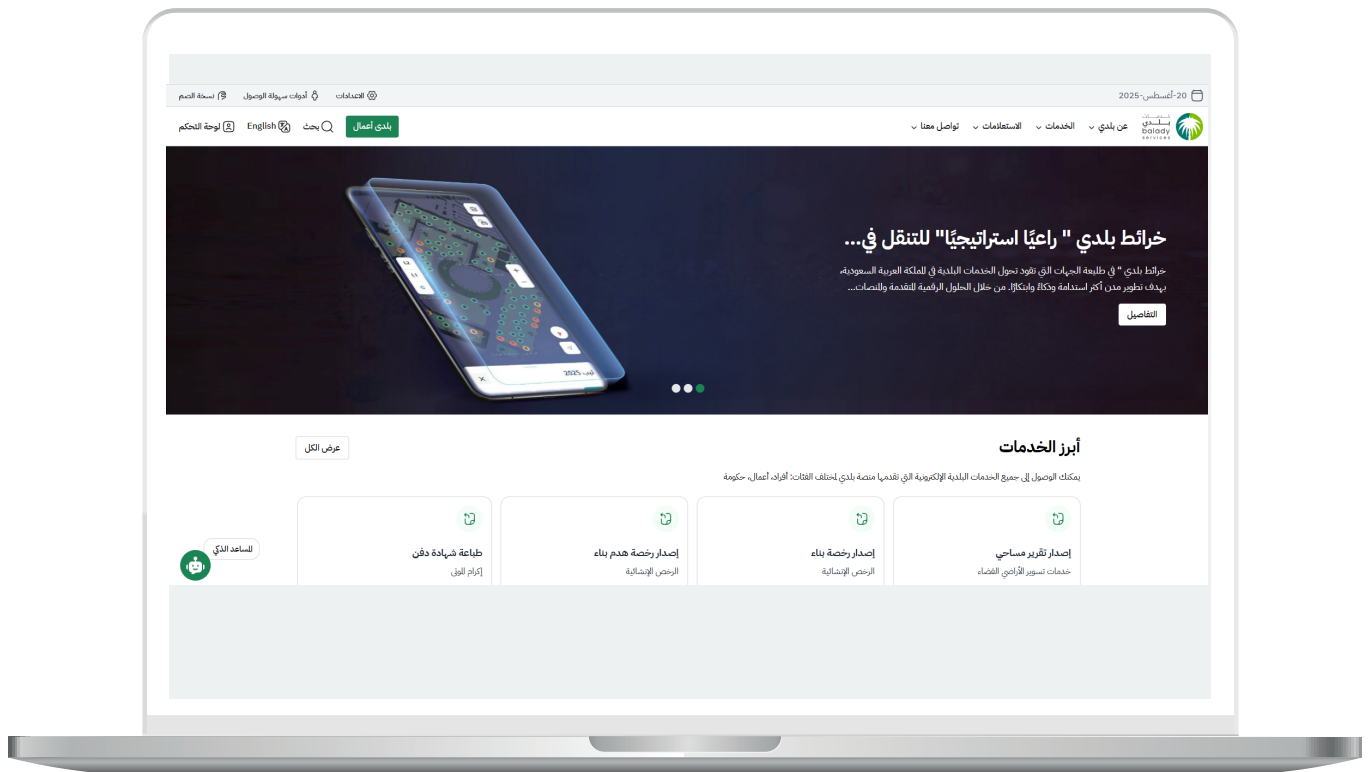 20-أغسطس-2025
الاعدادات
أدوات سهولة الوصول
نسخة الصم
خدمات
بلدي
balady
services
عن بلدي
الخدمات
الاستعلامات
تواصل معنا
بلدي أعمال
بحث
English
لوحة التحكم
خرائط بلدي " راعيًا استراتيجيًا" للتنقل في...
خرائط بلدي " في طليعة الجهات التي تقود تحول الخدمات البلدية في المملكة العربية السعودية،
بهدف تطوير مدن أكثر استدامة وذكاءً وابتكارًا. من خلال الحلول الرقمية المتقدمة والمنصات...
التفاصيل
أبرز الخدمات
عرض الكل
يمكنك الوصول إلى جميع الخدمات البلدية الإلكترونية التي تقدمها منصة بلدي لمختلف الفئات: أفراد، أعمال، حكومة
إصدار تقرير مساحي
خدمات تسوير الأراضي الفضاء
إصدار رخصة بناء
الرخص الإنشائية
إصدار رخصة هدم بناء
الرخص الإنشائية
طباعة شهادة دفن
إكرام الموتى
المساعد الذكي